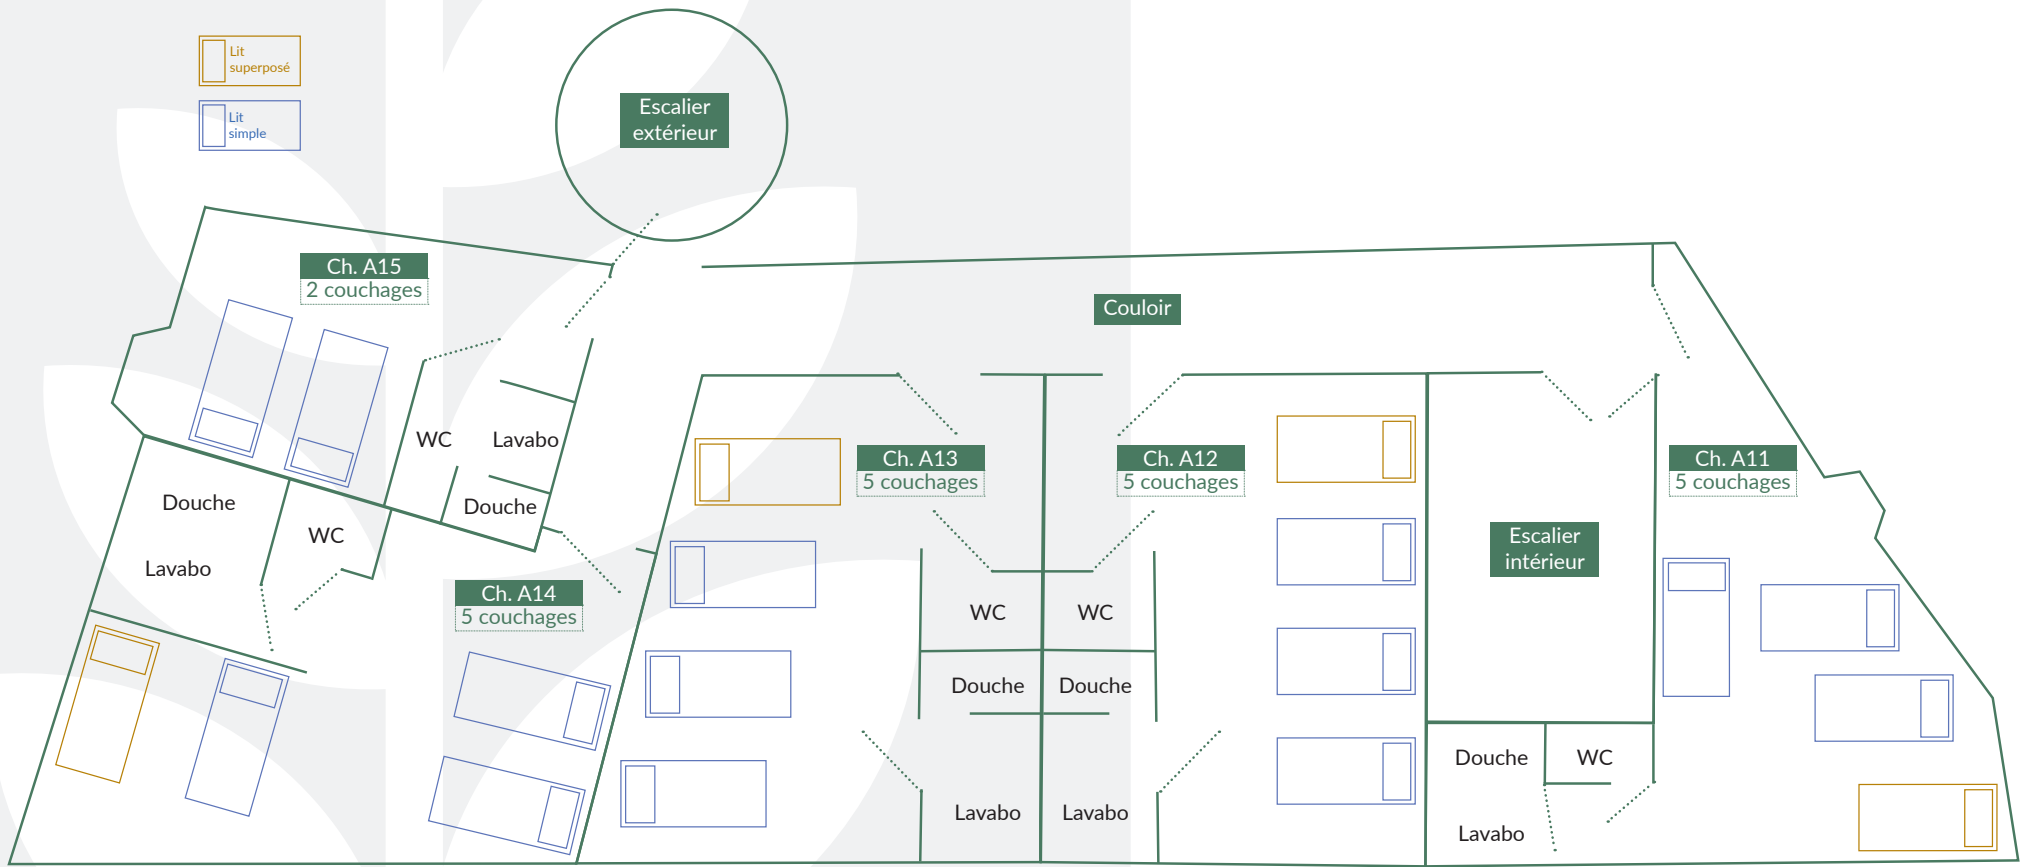 Lit
superposé
Lit
simple
Escalier
extérieur
Ch. A15
2 couchages
Couloir
WC
Lavabo
Douche
Douche
WC
Lavabo
Ch. A14
5 couchages
Ch. A13
5 couchages
Ch. A12
5 couchages
Ch. A11
5 couchages
Escalier
intérieur
WC
WC
Douche
Douche
Lavabo
Lavabo
Douche
WC
Lavabo